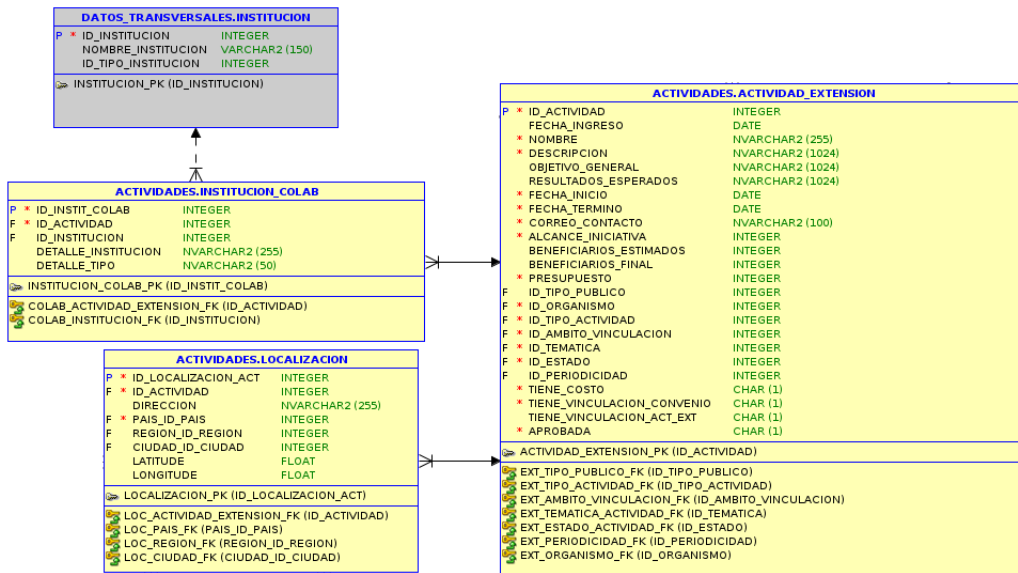 DATOS_TRANSVERSALES.INSTITUCION
P * ID_INSTITUCION INTEGER
NOMBRE_INSTITUCION VARCHAR2 (150)
ID_TIPO_INSTITUCION INTEGER
INSTITUCION_PK (ID_INSTITUCION)
ACTIVIDADES.INSTITUCION_COLAB
P * ID_INSTIT_COLAB INTEGER
F * ID_ACTIVIDAD INTEGER
F ID_INSTITUCION INTEGER
DETALLE_INSTITUCION NVARCHAR2 (255)
DETALLE_TIPO NVARCHAR2 (50)
INSTITUCION_COLAB_PK (ID_INSTIT_COLAB)
COLAB_ACTIVIDAD_EXTENSION_FK (ID_ACTIVIDAD)
COLAB_INSTITUCION_FK (ID_INSTITUCION)
ACTIVIDADES.LOCALIZACION
P * ID_LOCALIZACION_ACT INTEGER
F * ID_ACTIVIDAD INTEGER
DIRECCION NVARCHAR2 (255)
F * PAIS_ID_PAIS INTEGER
F REGION_ID_REGION INTEGER
F CIUDAD_ID_CIUDAD INTEGER
LATITUDE FLOAT
LONGITUDE FLOAT
LOCALIZACION_PK (ID_LOCALIZACION_ACT)
LOC_ACTIVIDAD_EXTENSION_FK (ID_ACTIVIDAD)
LOC_PAIS_FK (PAIS_ID_PAIS)
LOC_REGION_FK (REGION_ID_REGION)
LOC_CIUDAD_FK (CIUDAD_ID_CIUDAD)
ACTIVIDADES.ACTIVIDAD_EXTENSION
P * ID_ACTIVIDAD INTEGER
FECHA_INGRESO DATE
* NOMBRE NVARCHAR2 (255)
* DESCRIPCION NVARCHAR2 (1024)
OBJETIVO_GENERAL NVARCHAR2 (1024)
RESULTADOS_ESPERADOS NVARCHAR2 (1024)
* FECHA_INICIO DATE
* FECHA_TERMINO DATE
* CORREO_CONTACTO NVARCHAR2 (100)
* ALCANCE_INICIATIVA INTEGER
BENEFICIARIOS_ESTIMADOS INTEGER
BENEFICIARIOS_FINAL INTEGER
* PRESUPUESTO INTEGER
F ID_TIPO_PUBLICO INTEGER
F * ID_ORGANISMO INTEGER
F * ID_TIPO_ACTIVIDAD INTEGER
F * ID_AMBITO_VINCULACION INTEGER
F * ID_TEMATICA INTEGER
F * ID_ESTADO INTEGER
F ID_PERIODICIDAD INTEGER
* TIENE_COSTO CHAR (1)
* TIENE_VINCULACION_CONVENIO CHAR (1)
TIENE_VINCULACION_ACT_EXT CHAR (1)
* APROBADA CHAR (1)
ACTIVIDAD_EXTENSION_PK (ID_ACTIVIDAD)
EXT_TIPO_PUBLICO_FK (ID_TIPO_PUBLICO)
EXT_TIPO_ACTIVIDAD_FK (ID_TIPO_ACTIVIDAD)
EXT_AMBITO_VINCULACION_FK (ID_AMBITO_VINCULACION)
EXT_TEMATICA_ACTIVIDAD_FK (ID_TEMATICA)
EXT_ESTADO_ACTIVIDAD_FK (ID_ESTADO)
EXT_PERIODICIDAD_FK (ID_PERIODICIDAD)
EXT_ORGANISMO_FK (ID_ORGANISMO)